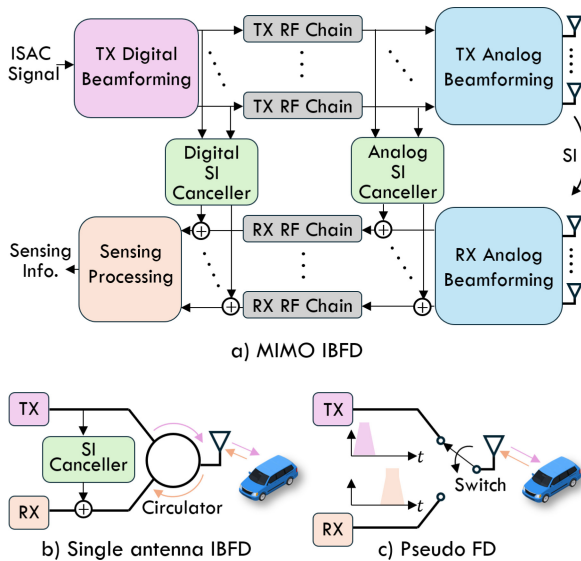 ISAC
Signal
TX Digital
Beamforming
TX RF Chain
TX RF Chain
TX Analog
Beamforming
SI
Digital
SI
Canceller
Analog
SI
Canceller
Sensing
Info.
Sensing
Processing
RX RF Chain
RX RF Chain
RX Analog
Beamforming
a) MIMO IBFD
TX
SI
Canceller
RX
Circulator
b) Single antenna IBFD
TX
t
t
Switch
RX
c) Pseudo FD